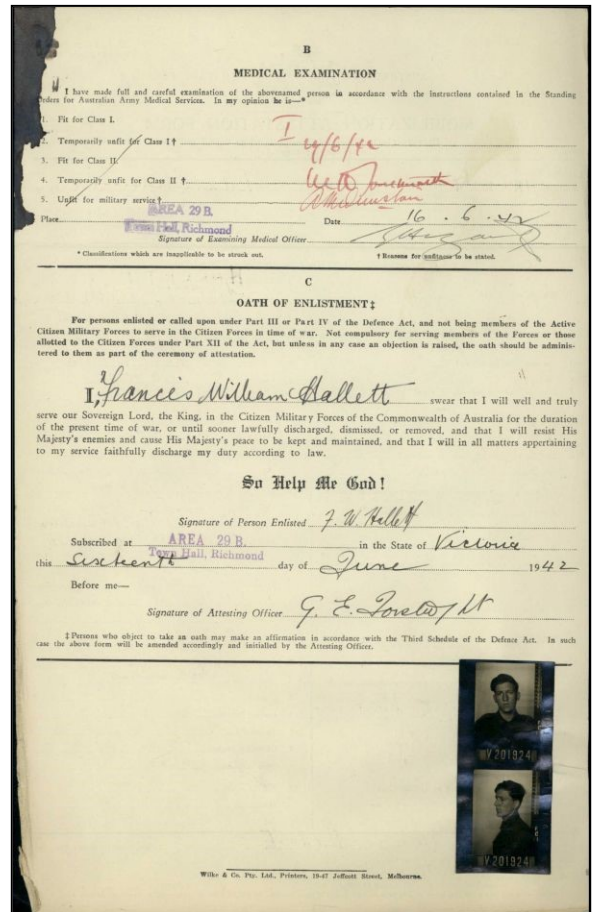 B
MEDICAL EXAMINATION
I have made full and careful examination of the abovenamed person in accordance with the instructions contained in the Standing
Orders for Australian Army Medical Services. In my opinion he is—*
1. Fit for Class I.
I
2. Temporarily unfit for Class I †
3. Fit for Class II.
4. Temporarily unfit for Class II †
5. Unfit for military service †
AREA 29 B.
Town Hall, Richmond
Place
Date 16 . 6 . 42
Signature of Examining Medical Officer
* Classifications which are inapplicable to be struck out.
† Reasons for unfitness to be stated.
C
OATH OF ENLISTMENT‡
For persons enlisted or called upon under Part III or Part IV of the Defence Act, and not being members of the Active
Citizen Military Forces to serve in the Citizen Forces in time of war. Not compulsory for serving members of the Forces or those
allotted to the Citizen Forces under Part XII of the Act, but unless in any case an objection is raised, the oath should be adminis-
tered to them as part of the ceremony of attestation.
I, Francis William Hallett swear that I will well and truly
serve our Sovereign Lord, the King, in the Citizen Military Forces of the Commonwealth of Australia for the duration
of the present time of war, or until sooner lawfully discharged, dismissed, or removed, and that I will resist His
Majesty's enemies and cause His Majesty's peace to be kept and maintained, and that I will in all matters appertaining
to my service faithfully discharge my duty according to law.
So Help Me God!
Signature of Person Enlisted F. W. Hallett
Subscribed at AREA 29 B. Town Hall, Richmond in the State of Victoria
this Sixteenth day of June 1942
Before me—
Signature of Attesting Officer G. E.
‡ Persons who object to take an oath may make an affirmation in accordance with the Third Schedule of the Defence Act. In such
case the above form will be amended accordingly and initialled by the Attesting Officer.
V 201924
V 201924
Wilke & Co. Pty. Ltd., Printers, 19-47 Jeffcott Street, Melbourne.